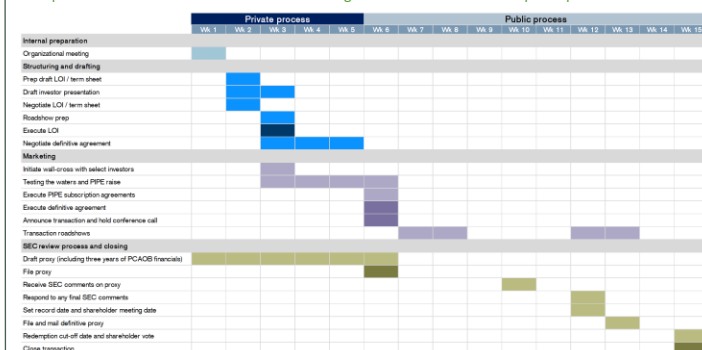 Private process Public process
Wk 1 Wk 2 Wk 3 Wk 4 Wk 5 Wk 6 Wk 7 Wk 8 Wk 9 Wk 10 Wk 11 Wk 12 Wk 13 Wk 14 Wk 15
Internal preparation
Organizational meeting
Structuring and drafting
Prep draft LOI / term sheet
Draft investor presentation
Negotiate LOI / term sheet
Roadshow prep
Execute LOI
Negotiate definitive agreement
Marketing
Initiate wall-cross with select investors
Testing the waters and PIPE raise
Execute PIPE subscription agreements
Execute definitive agreement
Announce transaction and hold conference call
Transaction roadshows
SEC review process and closing
Draft proxy (including three years of PCAOB financials)
File proxy
Receive SEC comments on proxy
Respond to any final SEC comments
Set record date and shareholder meeting date
File and mail definitive proxy
Redemption cut-off date and shareholder vote
Close transaction